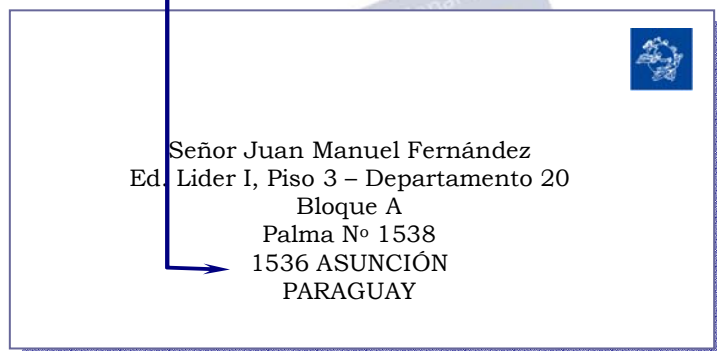 Señor Juan Manuel Fernández
Ed. Lider I, Piso 3 – Departamento 20
Bloque A
Palma Nº 1538
1536 ASUNCIÓN
PARAGUAY